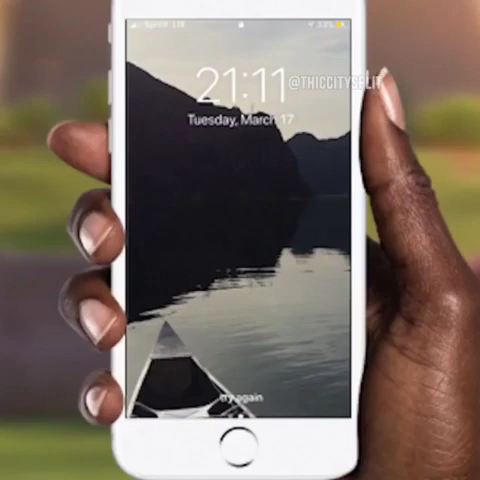 Sprint LTE
33%
21:11
@THICCITYSPLIT
Tuesday, March 17
try again